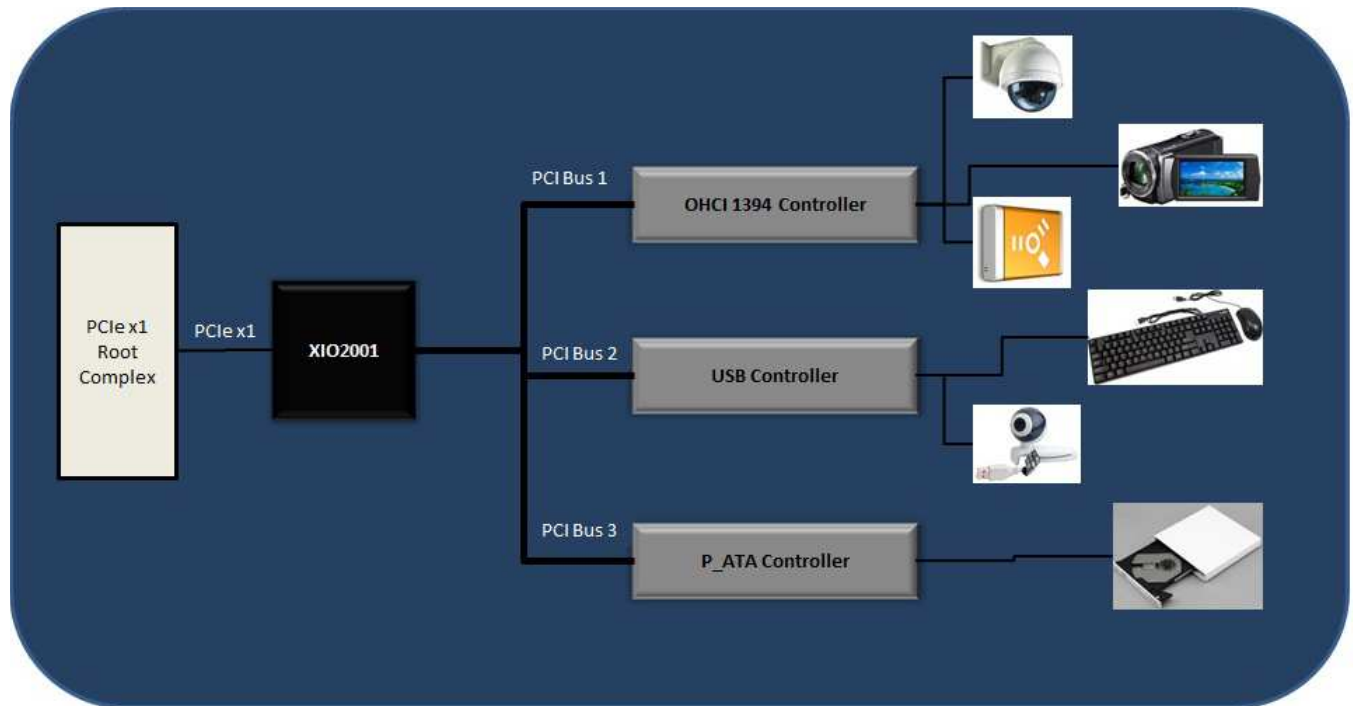 PCIe x1
Root
Complex
PCIe x1
XIO2001
PCI Bus 1
OHCI 1394 Controller
PCI Bus 2
USB Controller
PCI Bus 3
P_ATA Controller